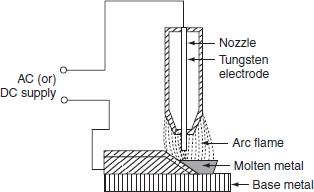 Nozzle
Tungsten
electrode
AC (or)
DC supply
Arc flame
Molten metal
Base metal